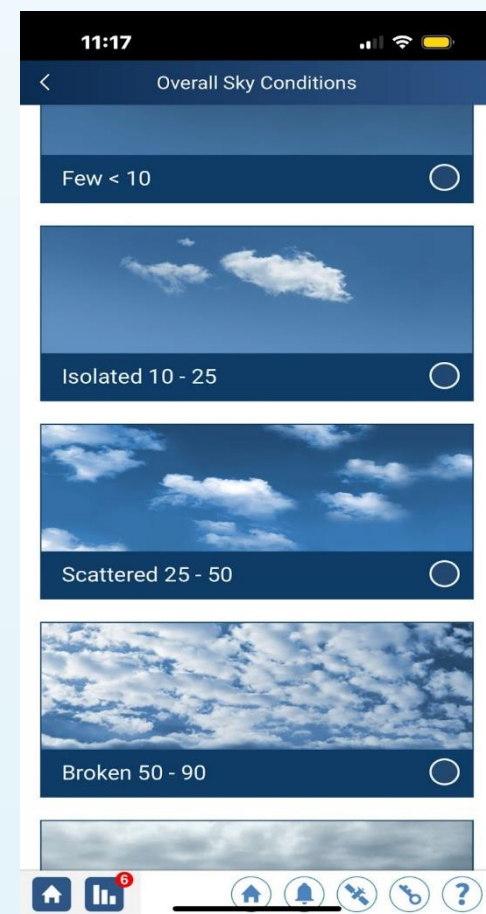 11:17
Overall Sky Conditions
Few < 10
Isolated 10 - 25
Scattered 25 - 50
Broken 50 - 90
6
?